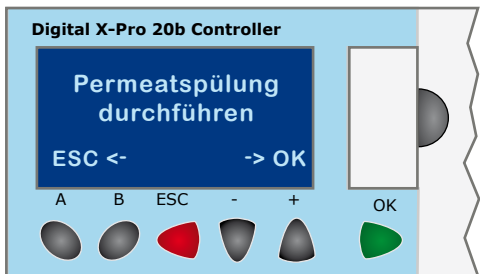 Digital X-Pro 20b Controller
Permeatspülung
durchführen
ESC <- -> OK
A B ESC - + OK